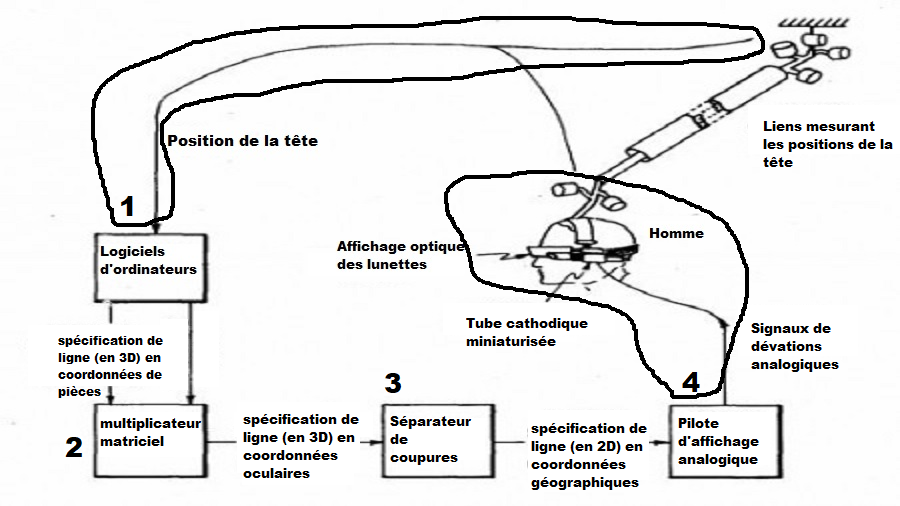 Position de la tête
Liens mesurant
les positions de la
tête
1
Homme
Affichage optique
des lunettes
Logiciels
d'ordinateurs
Tube cathodique
miniaturisée
Signaux de
dévations
analogiques
spécification de
ligne (en 3D) en
coordonnées de
pièces
3
4
2
multiplicateur
matriciel
spécification de
ligne (en 3D) en
coordonnées
oculaires
Séparateur
de
coupures
spécification de
ligne (en 2D) en
coordonnées
géographiques
Pilote
d'affichage
analogique